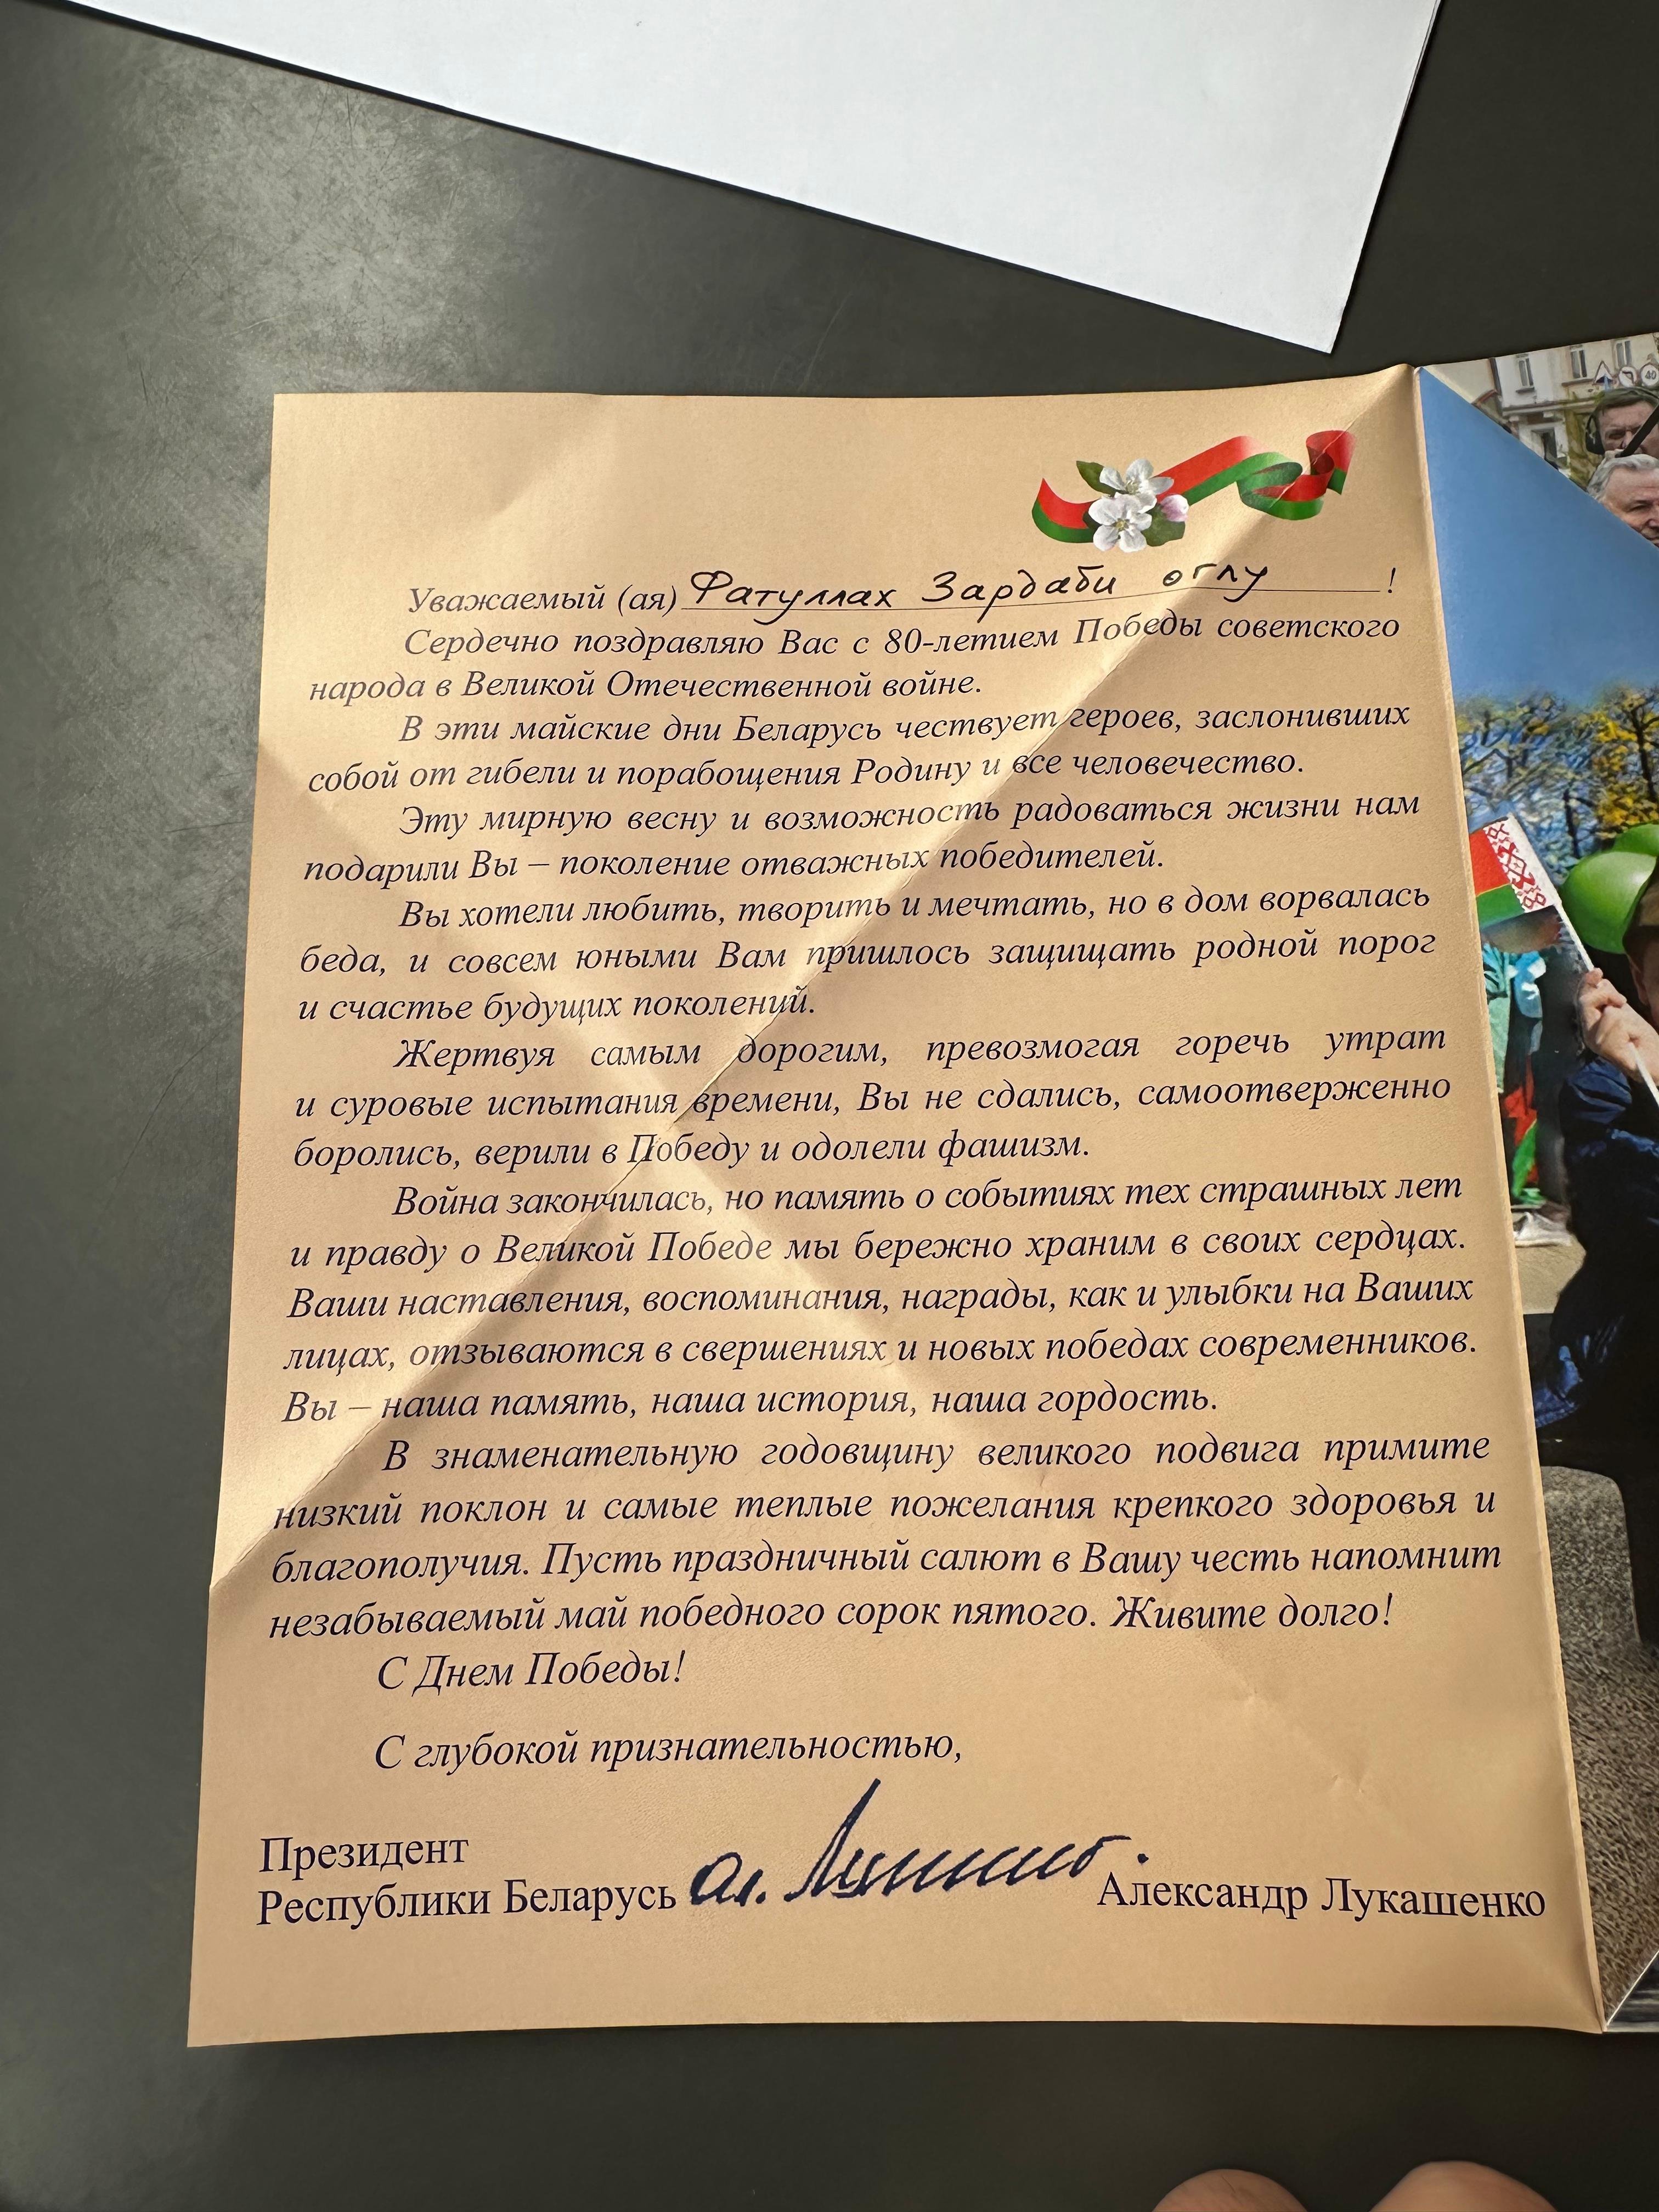 40
Уважаемый (ая) Фатуллах Зардаби оглу !
Сердечно поздравляю Вас с 80-летием Победы советского
народа в Великой Отечественной войне.
В эти майские дни Беларусь чествует героев, заслонивших
собой от гибели и порабощения Родину и все человечество.
Эту мирную весну и возможность радоваться жизни нам
подарили Вы – поколение отважных победителей.
Вы хотели любить, творить и мечтать, но в дом ворвалась
беда, и совсем юными Вам пришлось защищать родной порог
и счастье будущих поколений.
Жертвуя самым дорогим, превозмогая горечь утрат
и суровые испытания времени, Вы не сдались, самоотверженно
боролись, верили в Победу и одолели фашизм.
Война закончилась, но память о событиях тех страшных лет
и правду о Великой Победе мы бережно храним в своих сердцах.
Ваши наставления, воспоминания, награды, как и улыбки на Ваших
лицах, отзываются в свершениях и новых победах современников.
Вы – наша память, наша история, наша гордость.
В знаменательную годовщину великого подвига примите
низкий поклон и самые теплые пожелания крепкого здоровья и
благополучия. Пусть праздничный салют в Вашу честь напомнит
незабываемый май победного сорок пятого. Живите долго!
С Днем Победы!
С глубокой признательностью,
Президент
Республики Беларусь Александр Лукашенко